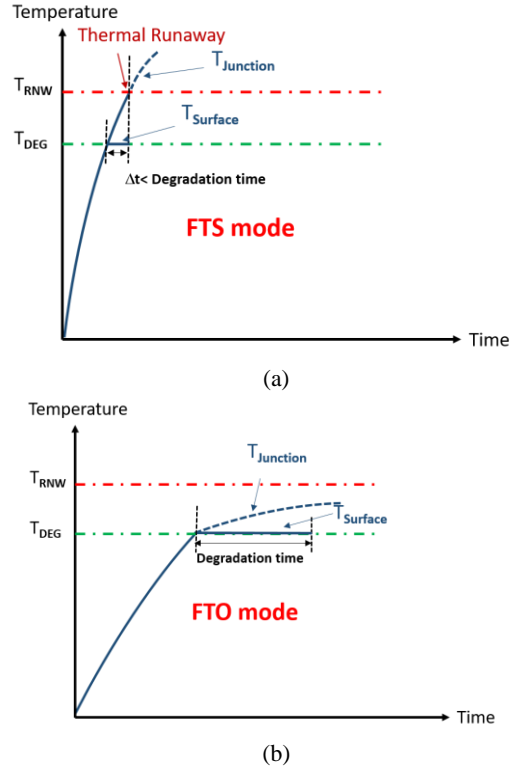 Temperature
Thermal Runaway
T_Junction
T_RNW
T_Surface
T_DEG
Δt< Degradation time
FTS mode
Time
(a)
Temperature
T_Junction
T_RNW
T_Surface
T_DEG
Degradation time
FTO mode
Time
(b)